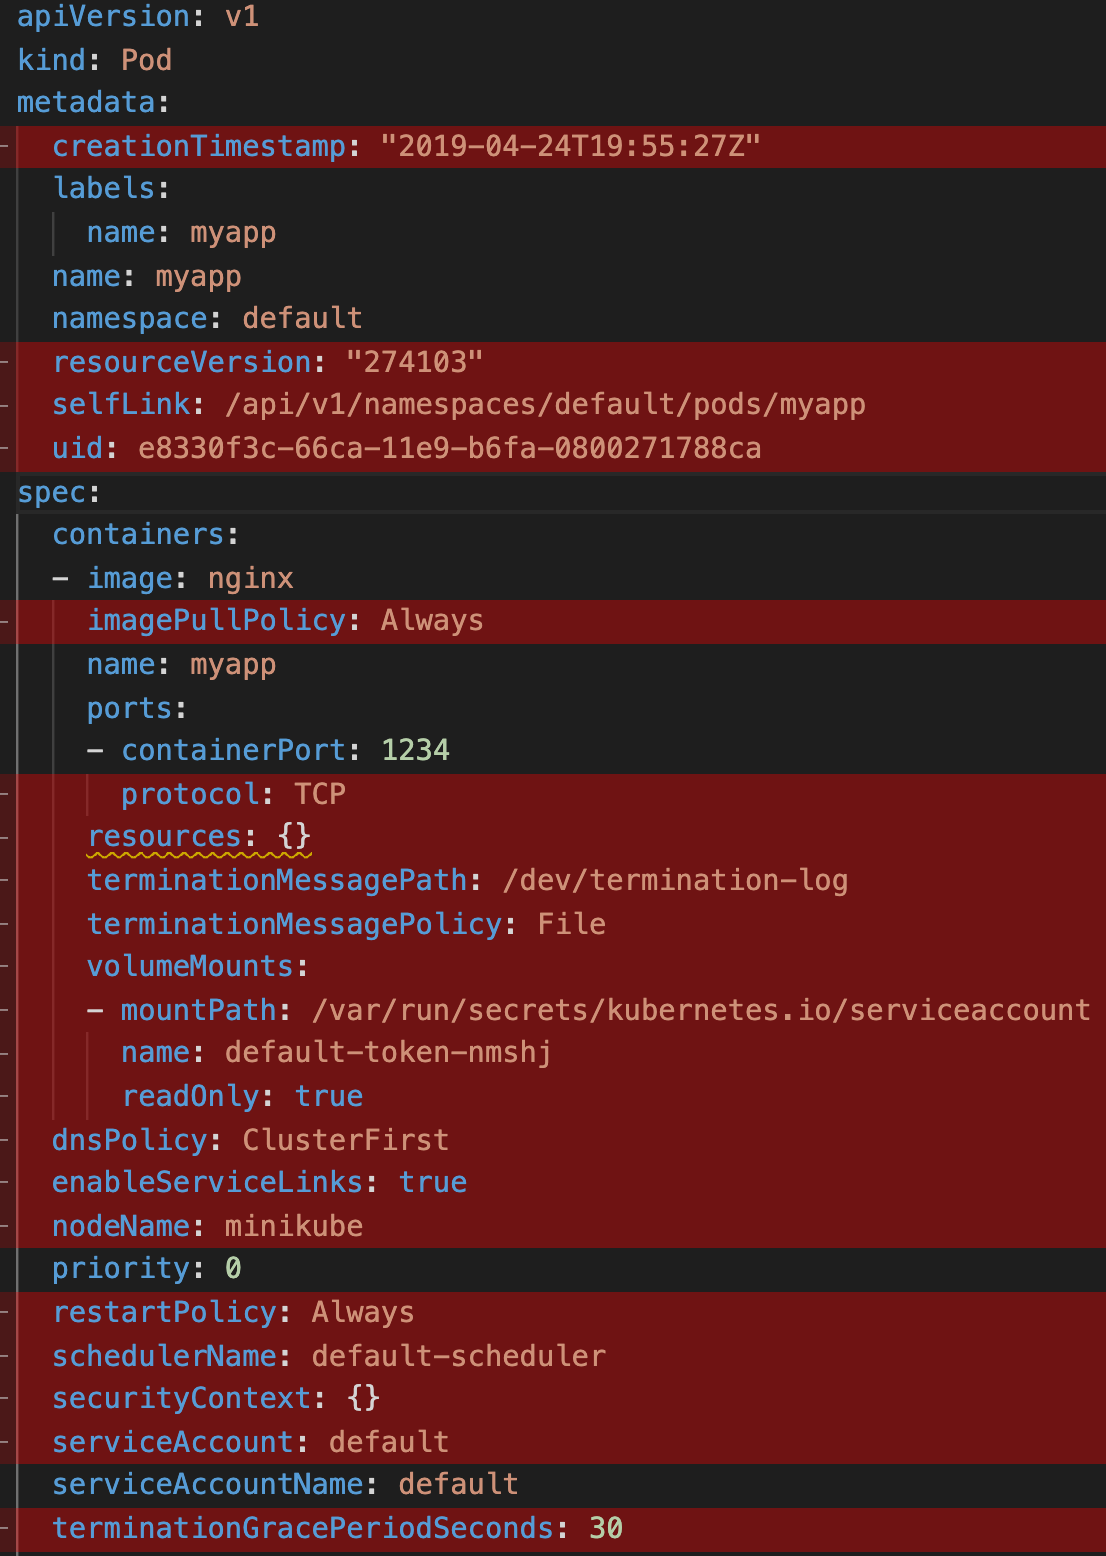 apiVersion: v1
kind: Pod
metadata:
  creationTimestamp: "2019-04-24T19:55:27Z"
  labels:
    name: myapp
  name: myapp
  namespace: default
  resourceVersion: "274103"
  selfLink: /api/v1/namespaces/default/pods/myapp
  uid: e8330f3c-66ca-11e9-b6fa-0800271788ca
spec:
  containers:
  - image: nginx
    imagePullPolicy: Always
    name: myapp
    ports:
    - containerPort: 1234
      protocol: TCP
    resources: {}
    terminationMessagePath: /dev/termination-log
    terminationMessagePolicy: File
    volumeMounts:
    - mountPath: /var/run/secrets/kubernetes.io/serviceaccount
      name: default-token-nmshj
      readOnly: true
  dnsPolicy: ClusterFirst
  enableServiceLinks: true
  nodeName: minikube
  priority: 0
  restartPolicy: Always
  schedulerName: default-scheduler
  securityContext: {}
  serviceAccount: default
  serviceAccountName: default
  terminationGracePeriodSeconds: 30